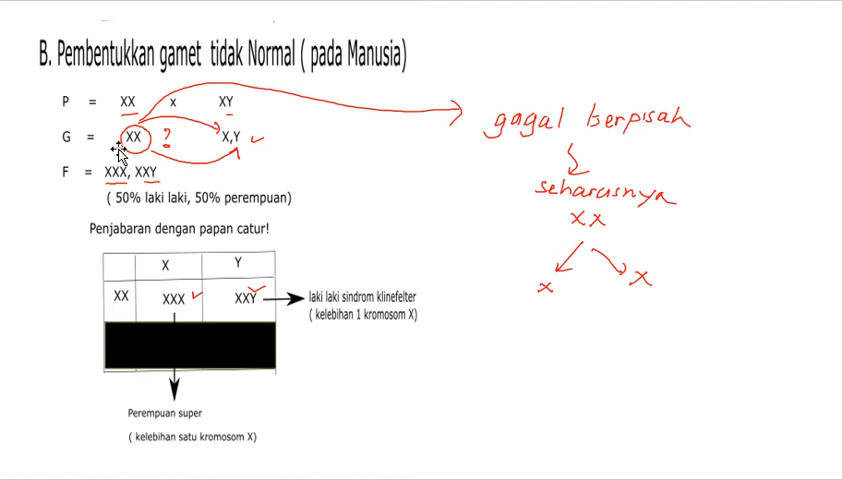 B. Pembentukkan gamet tidak Normal ( pada Manusia)
P = XX x XY
G = XX ? X,Y
F = XXX, XXY
( 50% laki laki, 50% perempuan)
Penjabaran dengan papan catur!
X Y
XX XXX XXY
laki laki sindrom klinefelter
( kelebihan 1 kromosom X)
Perempuan super
( kelebihan satu kromosom X)
gagal berpisah
seharusnya
XX
X X